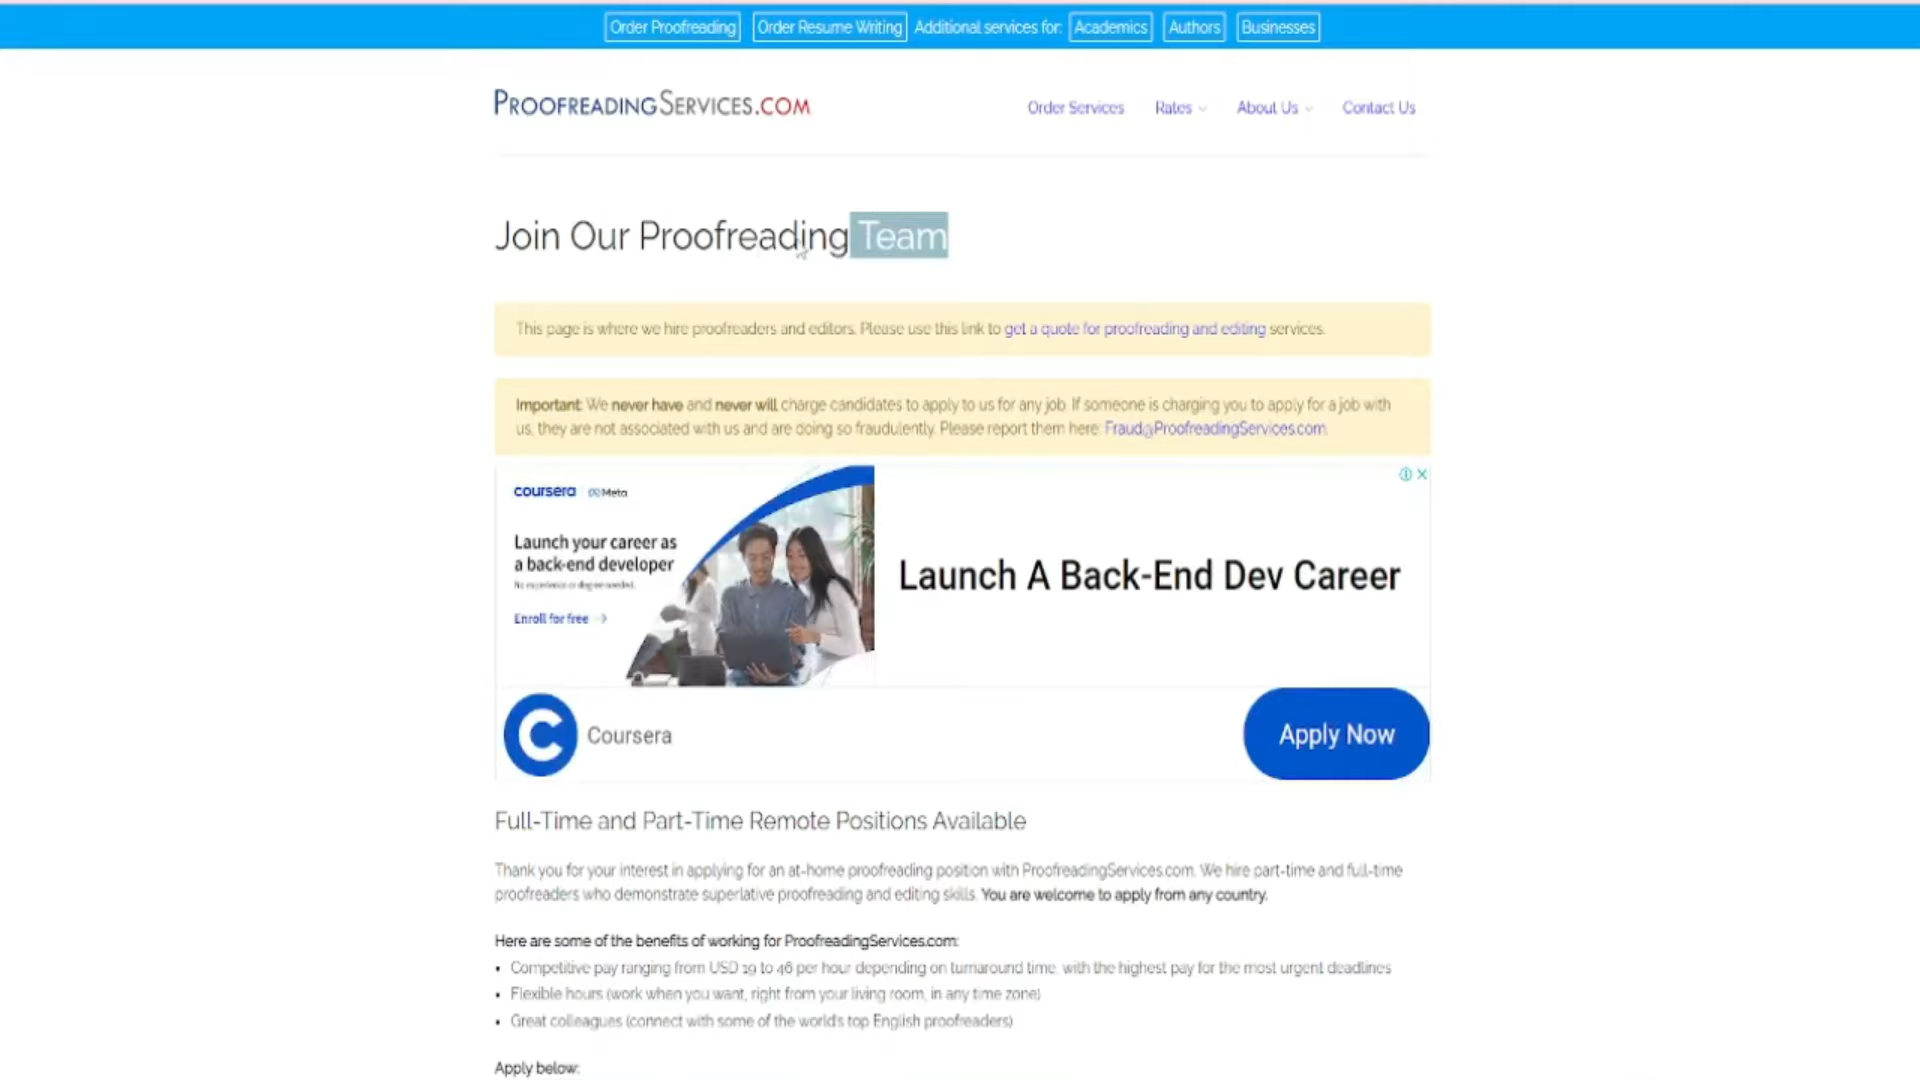 Order Proofreading Order Resume Writing Additional services for: Academics Authors Businesses
PROOFREADINGSERVICES.COM
Order Services Rates About Us Contact Us
Join Our Proofreading Team
This page is where we hire proofreaders and editors. Please use this link to get a quote for proofreading and editing services.
Important: We never have and never will charge candidates to apply to us for any job. If someone is charging you to apply for a job with
us, they are not associated with us and are doing so fraudulently. Please report them here: Fraud@ProofreadingServices.com.
coursera Meta
Launch your career as
a back-end developer
No experience or degree needed.
Enroll for free →
Launch A Back-End Dev Career
C Coursera
Apply Now
Full-Time and Part-Time Remote Positions Available
Thank you for your interest in applying for an at-home proofreading position with ProofreadingServices.com. We hire part-time and full-time
proofreaders who demonstrate superlative proofreading and editing skills. You are welcome to apply from any country.
Here are some of the benefits of working for ProofreadingServices.com:
• Competitive pay ranging from USD 19 to 46 per hour depending on turnaround time, with the highest pay for the most urgent deadlines
• Flexible hours (work when you want, right from your living room, in any time zone)
• Great colleagues (connect with some of the world's top English proofreaders)
Apply below: